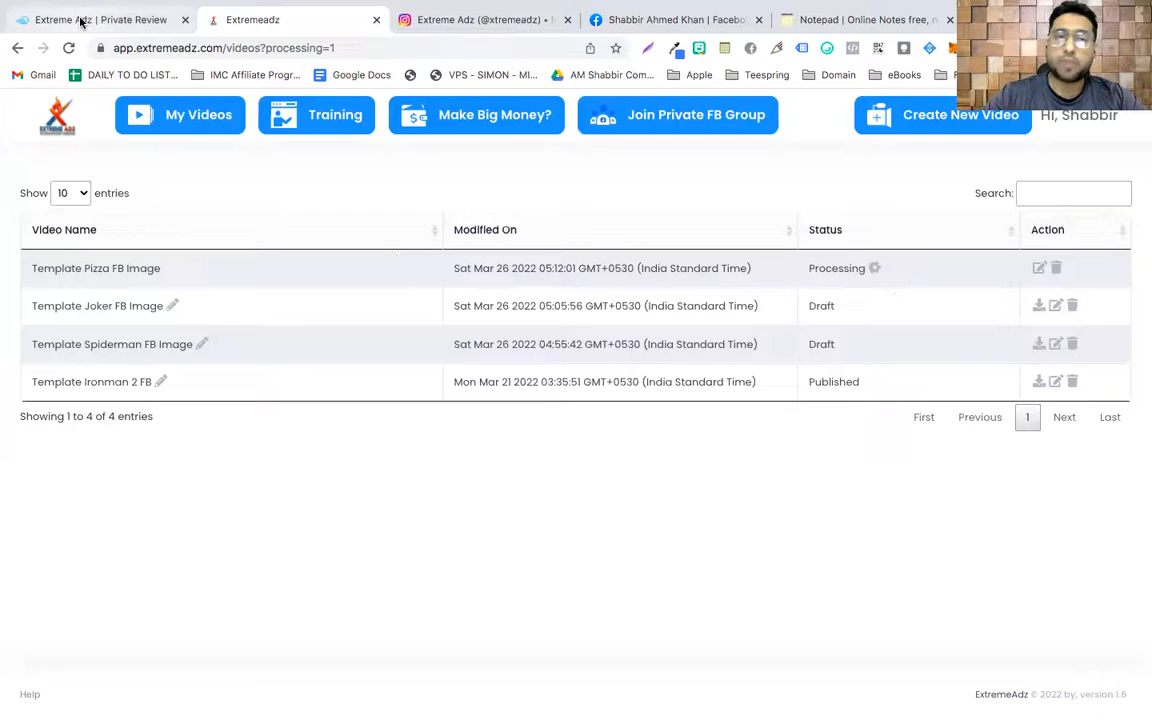 Extreme Adz | Private Review
Extremeadz
Extreme Adz (@xtremeadz) • I
Shabbir Ahmed Khan | Facebo
Notepad | Online Notes free, n
app.extremeadz.com/videos?processing=1
Gmail
DAILY TO DO LIST...
IMC Affiliate Progr...
Google Docs
VPS - SIMON - MI...
AM Shabbir Com...
Apple
Teespring
Domain
eBooks
EXTREME ADZ
My Videos
Training
Make Big Money?
Join Private FB Group
Create New Video
Hi, Shabbir
Show 10 entries
Search:
Video Name Modified On Status Action
Template Pizza FB Image Sat Mar 26 2022 05:12:01 GMT+0530 (India Standard Time) Processing
Template Joker FB Image Sat Mar 26 2022 05:05:56 GMT+0530 (India Standard Time) Draft
Template Spiderman FB Image Sat Mar 26 2022 04:55:42 GMT+0530 (India Standard Time) Draft
Template Ironman 2 FB Mon Mar 21 2022 03:35:51 GMT+0530 (India Standard Time) Published
Showing 1 to 4 of 4 entries
First Previous 1 Next Last
Help
ExtremeAdz © 2022 by, version 1.6